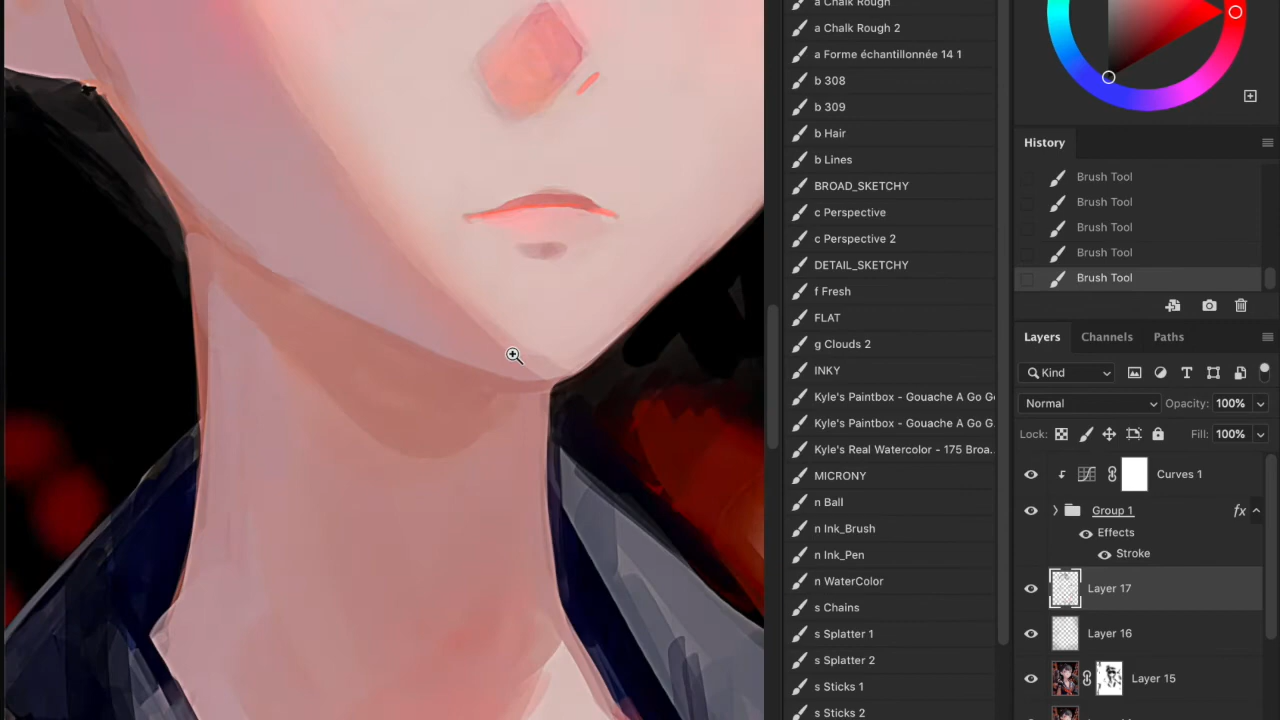 a Chalk Rough
a Chalk Rough 2
a Forme échantillonnée 14 1
b 308
b 309
b Hair
b Lines
BROAD_SKETCHY
c Perspective
c Perspective 2
DETAIL_SKETCHY
f Fresh
FLAT
g Clouds 2
INKY
Kyle's Paintbox - Gouache A Go G
Kyle's Paintbox - Gouache A Go G.
Kyle's Real Watercolor - 175 Broa...
MICRONY
n Ball
n Ink_Brush
n Ink_Pen
n WaterColor
s Chains
s Splatter 1
s Splatter 2
s Sticks 1
s Sticks 2
History
Brush Tool
Brush Tool
Brush Tool
Brush Tool
Brush Tool
Layers Channels Paths
Kind
Normal Opacity: 100%
Lock: Fill: 100%
Curves 1
Group 1 fx
Effects
Stroke
Layer 17
Layer 16
Layer 15